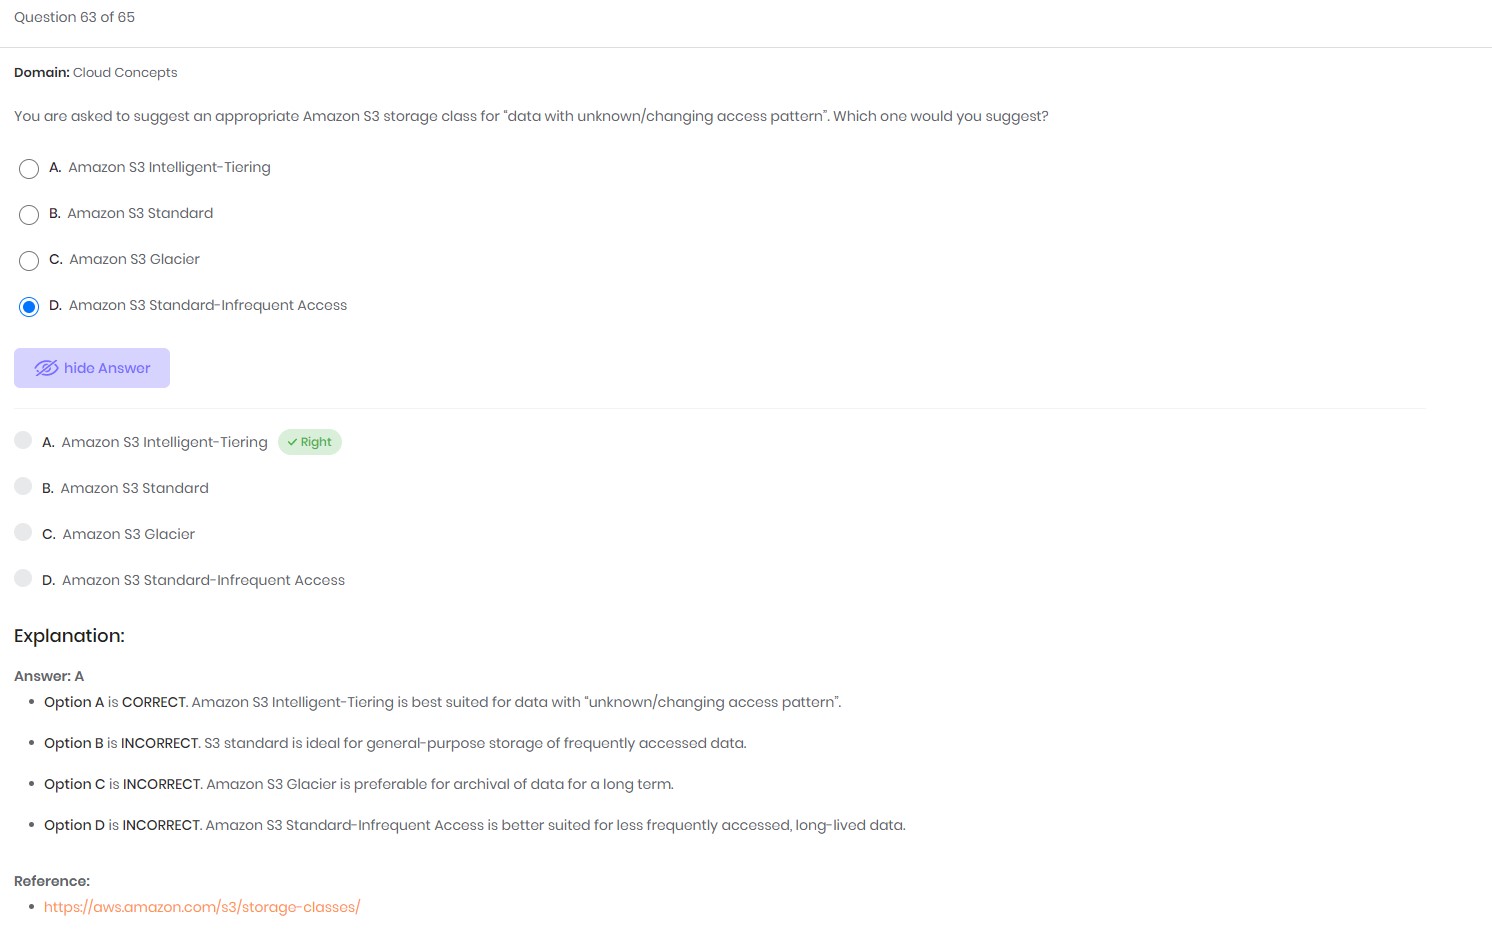 Question 63 of 65
Domain: Cloud Concepts
You are asked to suggest an appropriate Amazon S3 storage class for “data with unknown/changing access pattern”. Which one would you suggest?
A. Amazon S3 Intelligent-Tiering
B. Amazon S3 Standard
C. Amazon S3 Glacier
D. Amazon S3 Standard-Infrequent Access
hide Answer
A. Amazon S3 Intelligent-Tiering Right
B. Amazon S3 Standard
C. Amazon S3 Glacier
D. Amazon S3 Standard-Infrequent Access
Explanation:
Answer: A
Option A is CORRECT. Amazon S3 Intelligent-Tiering is best suited for data with “unknown/changing access pattern”.
Option B is INCORRECT. S3 standard is ideal for general-purpose storage of frequently accessed data.
Option C is INCORRECT. Amazon S3 Glacier is preferable for archival of data for a long term.
Option D is INCORRECT. Amazon S3 Standard-Infrequent Access is better suited for less frequently accessed, long-lived data.
Reference:
https://aws.amazon.com/s3/storage-classes/